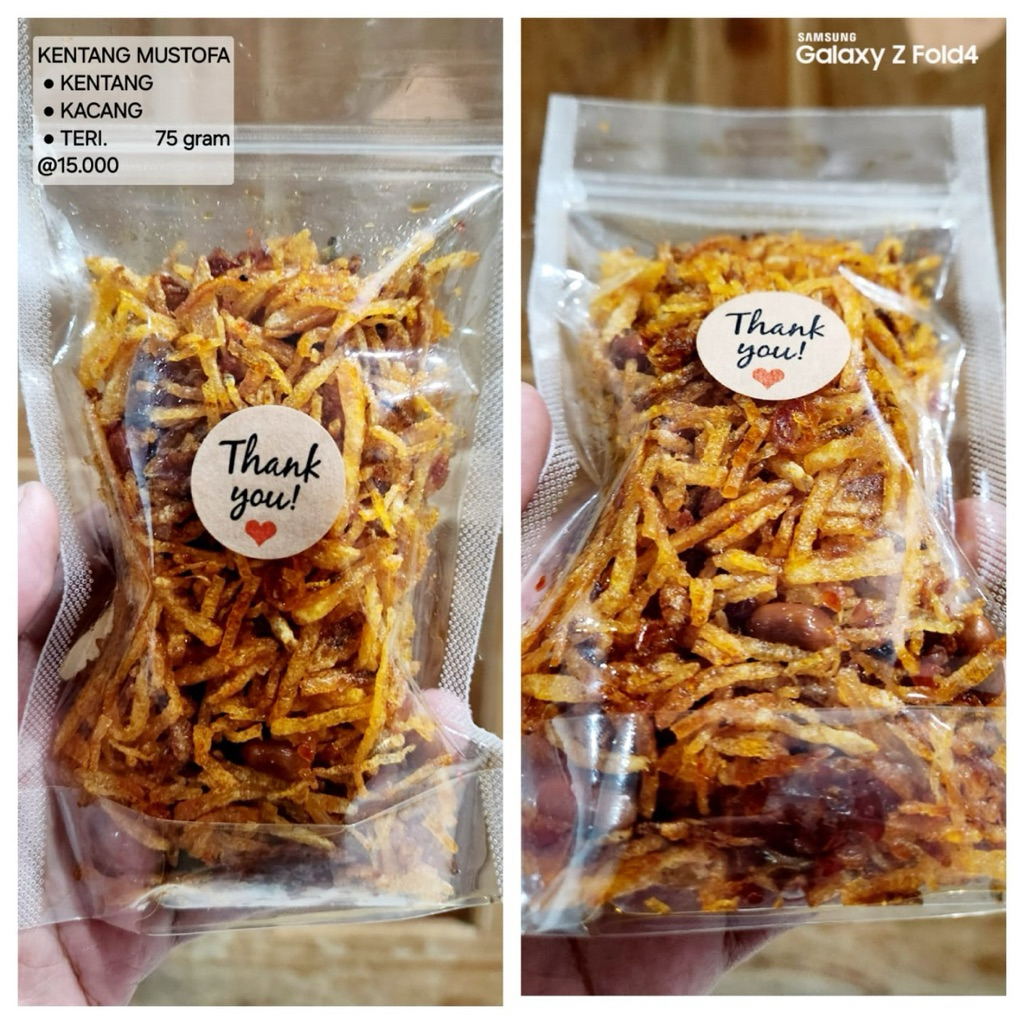 KENTANG MUSTOFA
● KENTANG
● KACANG
● TERI. 75 gram
@15.000
Thank
you!
SAMSUNG
Galaxy Z Fold4
Thank
you!